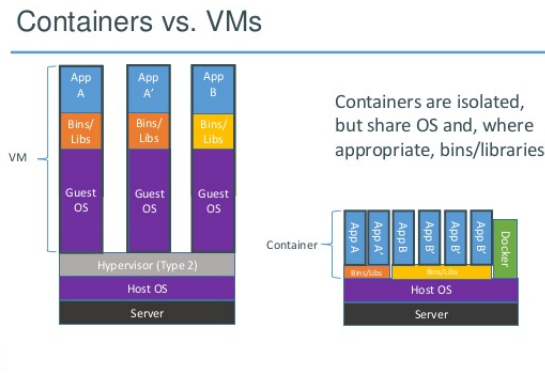 Containers vs. VMs
App
A
App
A’
App
B
Bins/
Libs
Bins/
Libs
Bins/
Libs
VM
Guest
OS
Guest
OS
Guest
OS
Hypervisor (Type 2)
Host OS
Server
Containers are isolated,
but share OS and, where
appropriate, bins/libraries
Container
App A
App A’
App B
App B’
App B’
App B’
Docker
Bins/Libs
Bins/Libs
Host OS
Server